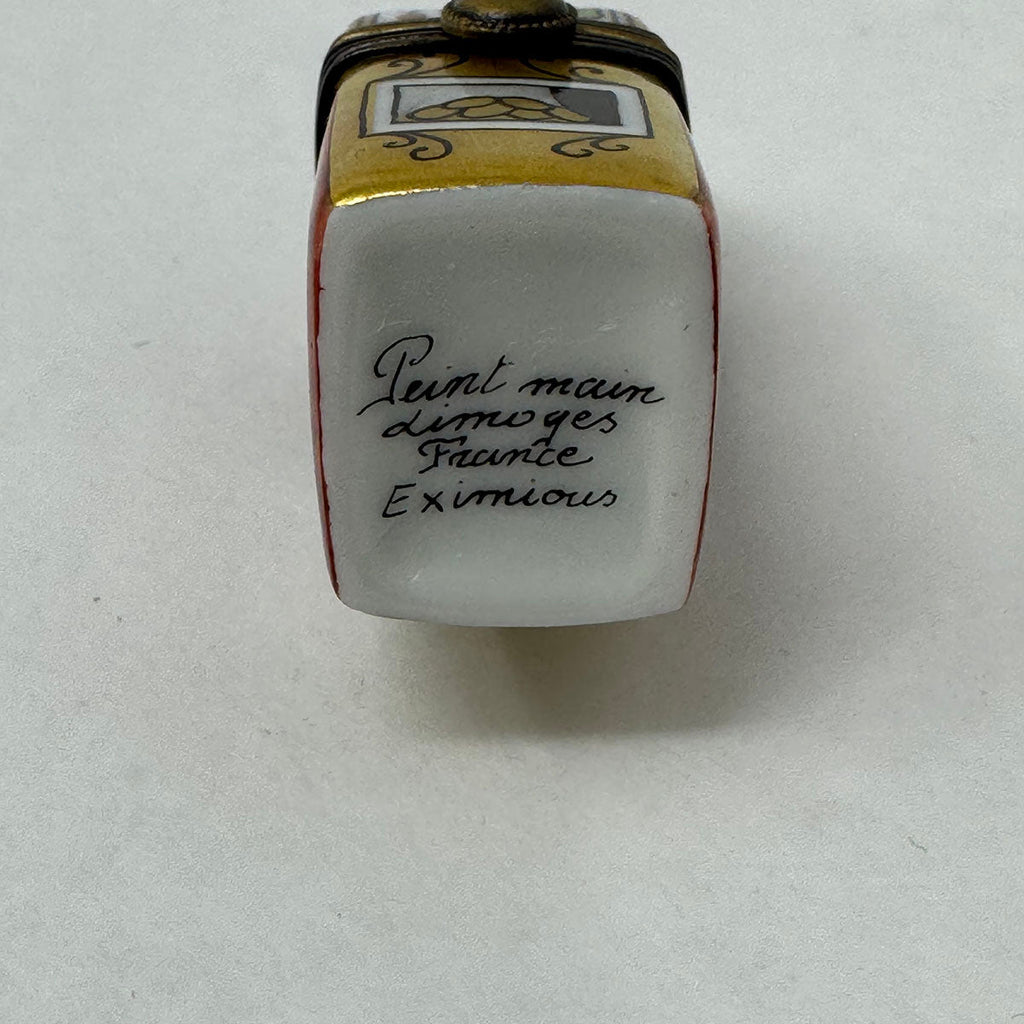 Peint main
Limoges
France
Eximious